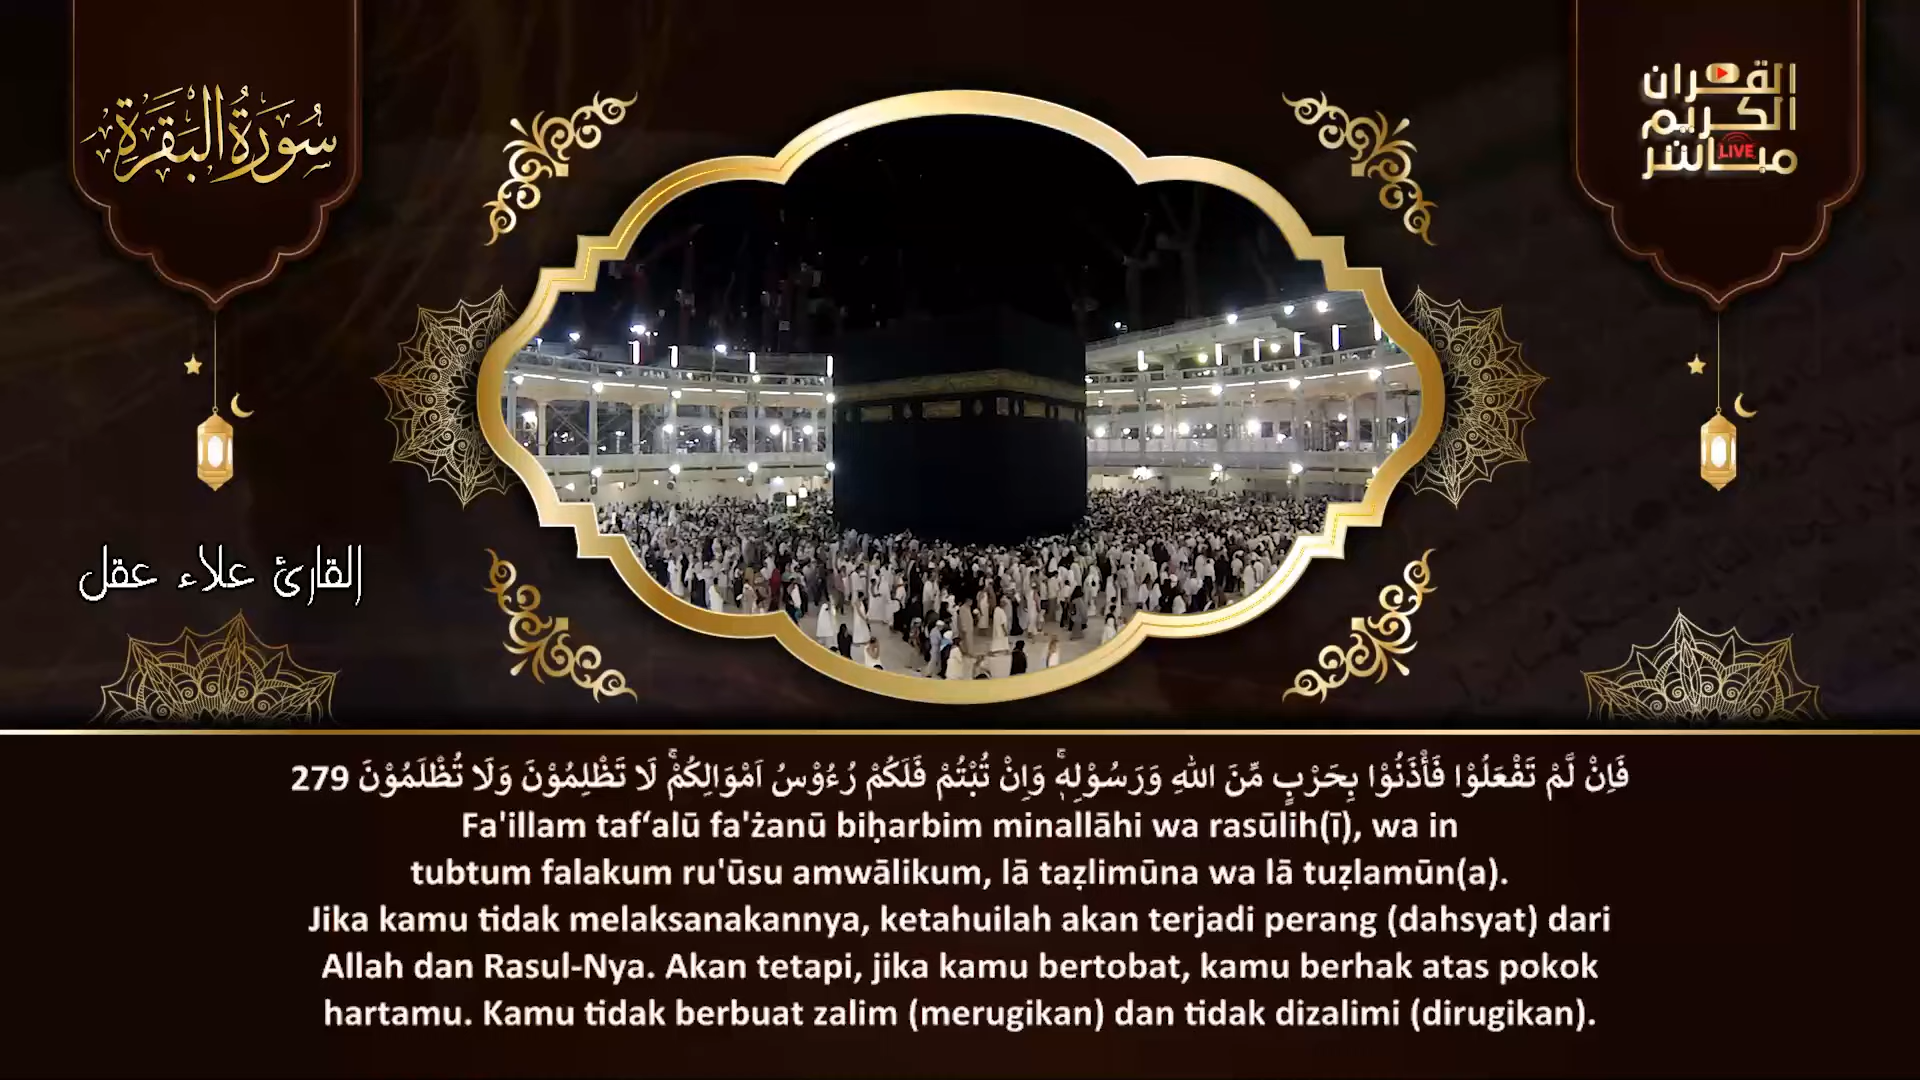 سُورَةُ الْبَقَرَةِ
القرآن
الكريم
مباشر
LIVE
القارئ علاء عقل
فَاِنْ لَّمْ تَفْعَلُوْا فَأْذَنُوْا بِحَرْبٍ مِّنَ اللّٰهِ وَرَسُوْلِهٖۚ وَاِنْ تُبْتُمْ فَلَكُمْ رُءُوْسُ اَمْوَالِكُمْۚ لَا تَظْلِمُوْنَ وَلَا تُظْلَمُوْنَ 279
Fa'illam taf‘alū fa'żanū biḥarbim minallāhi wa rasūlih(ī), wa in
tubtum falakum ru'ūsu amwālikum, lā taẓlimūna wa lā tuẓlamūn(a).
Jika kamu tidak melaksanakannya, ketahuilah akan terjadi perang (dahsyat) dari
Allah dan Rasul-Nya. Akan tetapi, jika kamu bertobat, kamu berhak atas pokok
hartamu. Kamu tidak berbuat zalim (merugikan) dan tidak dizalimi (dirugikan).